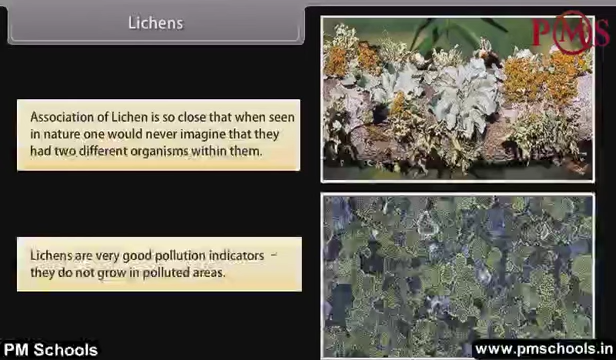 Lichens
PMS
Association of Lichen is so close that when seen
in nature one would never imagine that they
had two different organisms within them.
Lichens are very good pollution indicators –
they do not grow in polluted areas.
PM Schools
www.pmschools.in